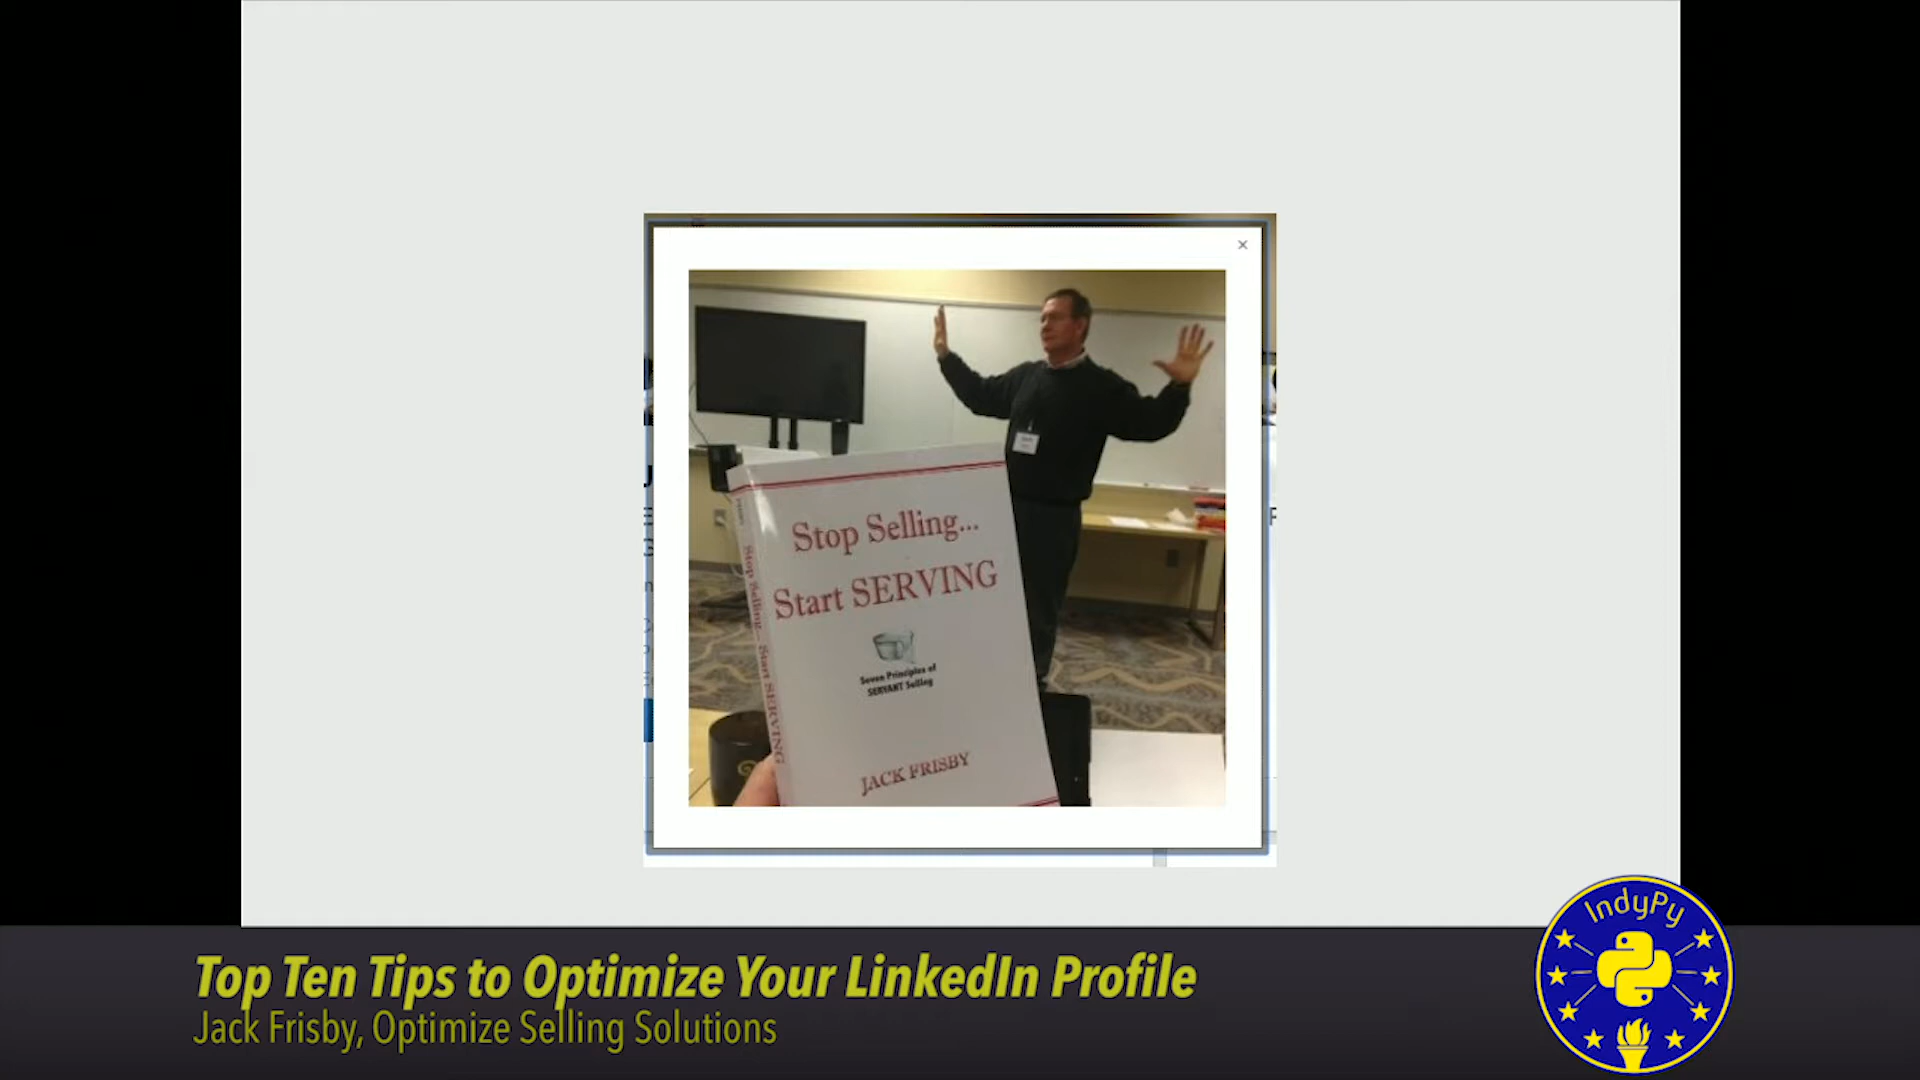 ×
Stop Selling...
Start SERVING
Seven Principles of
SERVANT Selling
JACK FRISBY
Stop Selling... Start SERVING
Top Ten Tips to Optimize Your LinkedIn Profile
Jack Frisby, Optimize Selling Solutions
IndyPy